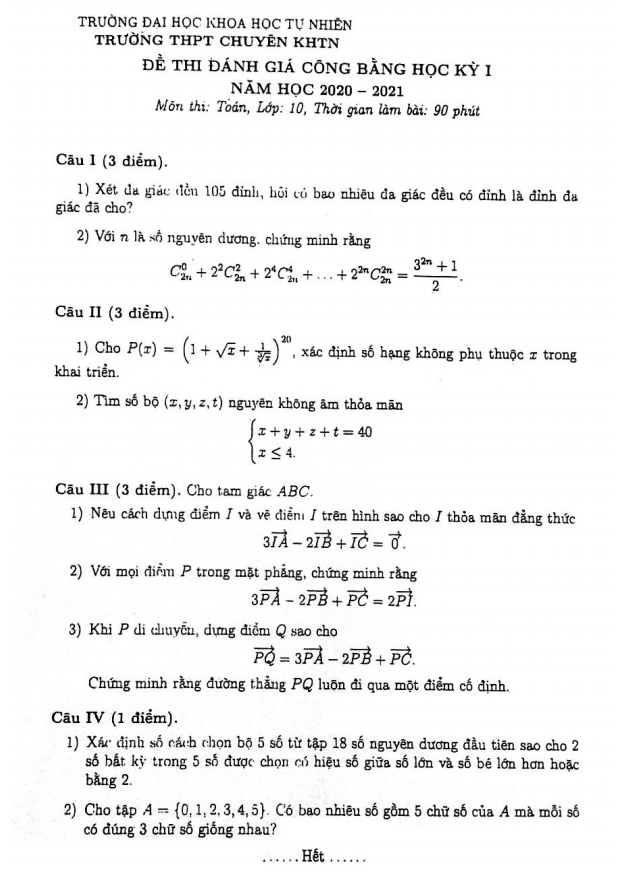 TRƯỜNG ĐẠI HỌC KHOA HỌC TỰ NHIÊN
TRƯỜNG THPT CHUYÊN KHTN
ĐỀ THI ĐÁNH GIÁ CÔNG BẰNG HỌC KỲ I
NĂM HỌC 2020 – 2021
Môn thi: Toán, Lớp: 10, Thời gian làm bài: 90 phút
Câu I (3 điểm).
1) Xét đa giác đều 105 đỉnh, hỏi có bao nhiêu đa giác đều có đỉnh là đỉnh đa
giác đã cho?
2) Với n là số nguyên dương. chứng minh rằng
$C_{2n}^{0} + 2^2C_{2n}^{2} + 2^4C_{2n}^{4} + \ldots + 2^{2n}C_{2n}^{2n} = \frac{3^{2n}+1}{2}.$
Câu II (3 điểm).
1) Cho $P(x) = \left(1 + \sqrt{x} + \frac{1}{\sqrt[3]{x}}\right)^{20}$, xác định số hạng không phụ thuộc x trong
khai triển.
2) Tìm số bộ (x, y, z, t) nguyên không âm thỏa mãn
x + y + z + t = 40
x ≤ 4.
Câu III (3 điểm). Cho tam giác ABC.
1) Nêu cách dựng điểm I và vẽ điểm I trên hình sao cho I thỏa mãn đẳng thức
$3\overrightarrow{IA} - 2\overrightarrow{IB} + \overrightarrow{IC} = \overrightarrow{0}.$
2) Với mọi điểm P trong mặt phẳng, chứng minh rằng
$3\overrightarrow{PA} - 2\overrightarrow{PB} + \overrightarrow{PC} = 2\overrightarrow{PI}.$
3) Khi P di chuyển, dựng điểm Q sao cho
$\overrightarrow{PQ} = 3\overrightarrow{PA} - 2\overrightarrow{PB} + \overrightarrow{PC}.$
Chứng minh rằng đường thẳng PQ luôn đi qua một điểm cố định.
Câu IV (1 điểm).
1) Xác định số cách chọn bộ 5 số từ tập 18 số nguyên dương đầu tiên sao cho 2
số bất kỳ trong 5 số được chọn có hiệu số giữa số lớn và số bé lớn hơn hoặc
bằng 2.
2) Cho tập A = {0, 1, 2, 3, 4, 5}. Có bao nhiêu số gồm 5 chữ số của A mà mỗi số
có đúng 3 chữ số giống nhau?
......Hết......